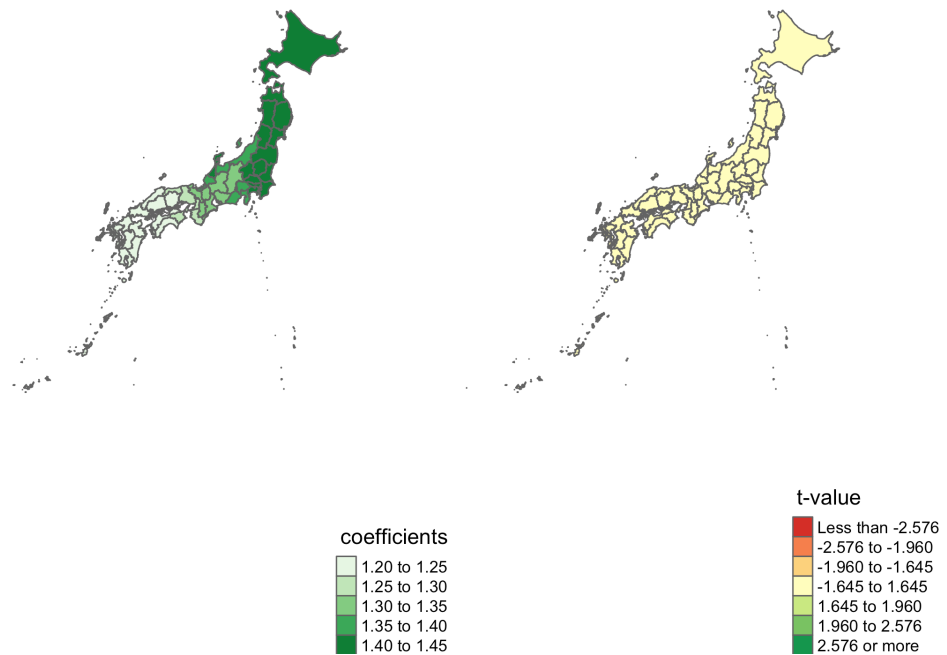 coefficients
1.20 to 1.25
1.25 to 1.30
1.30 to 1.35
1.35 to 1.40
1.40 to 1.45
t-value
Less than -2.576
-2.576 to -1.960
-1.960 to -1.645
-1.645 to 1.645
1.645 to 1.960
1.960 to 2.576
2.576 or more